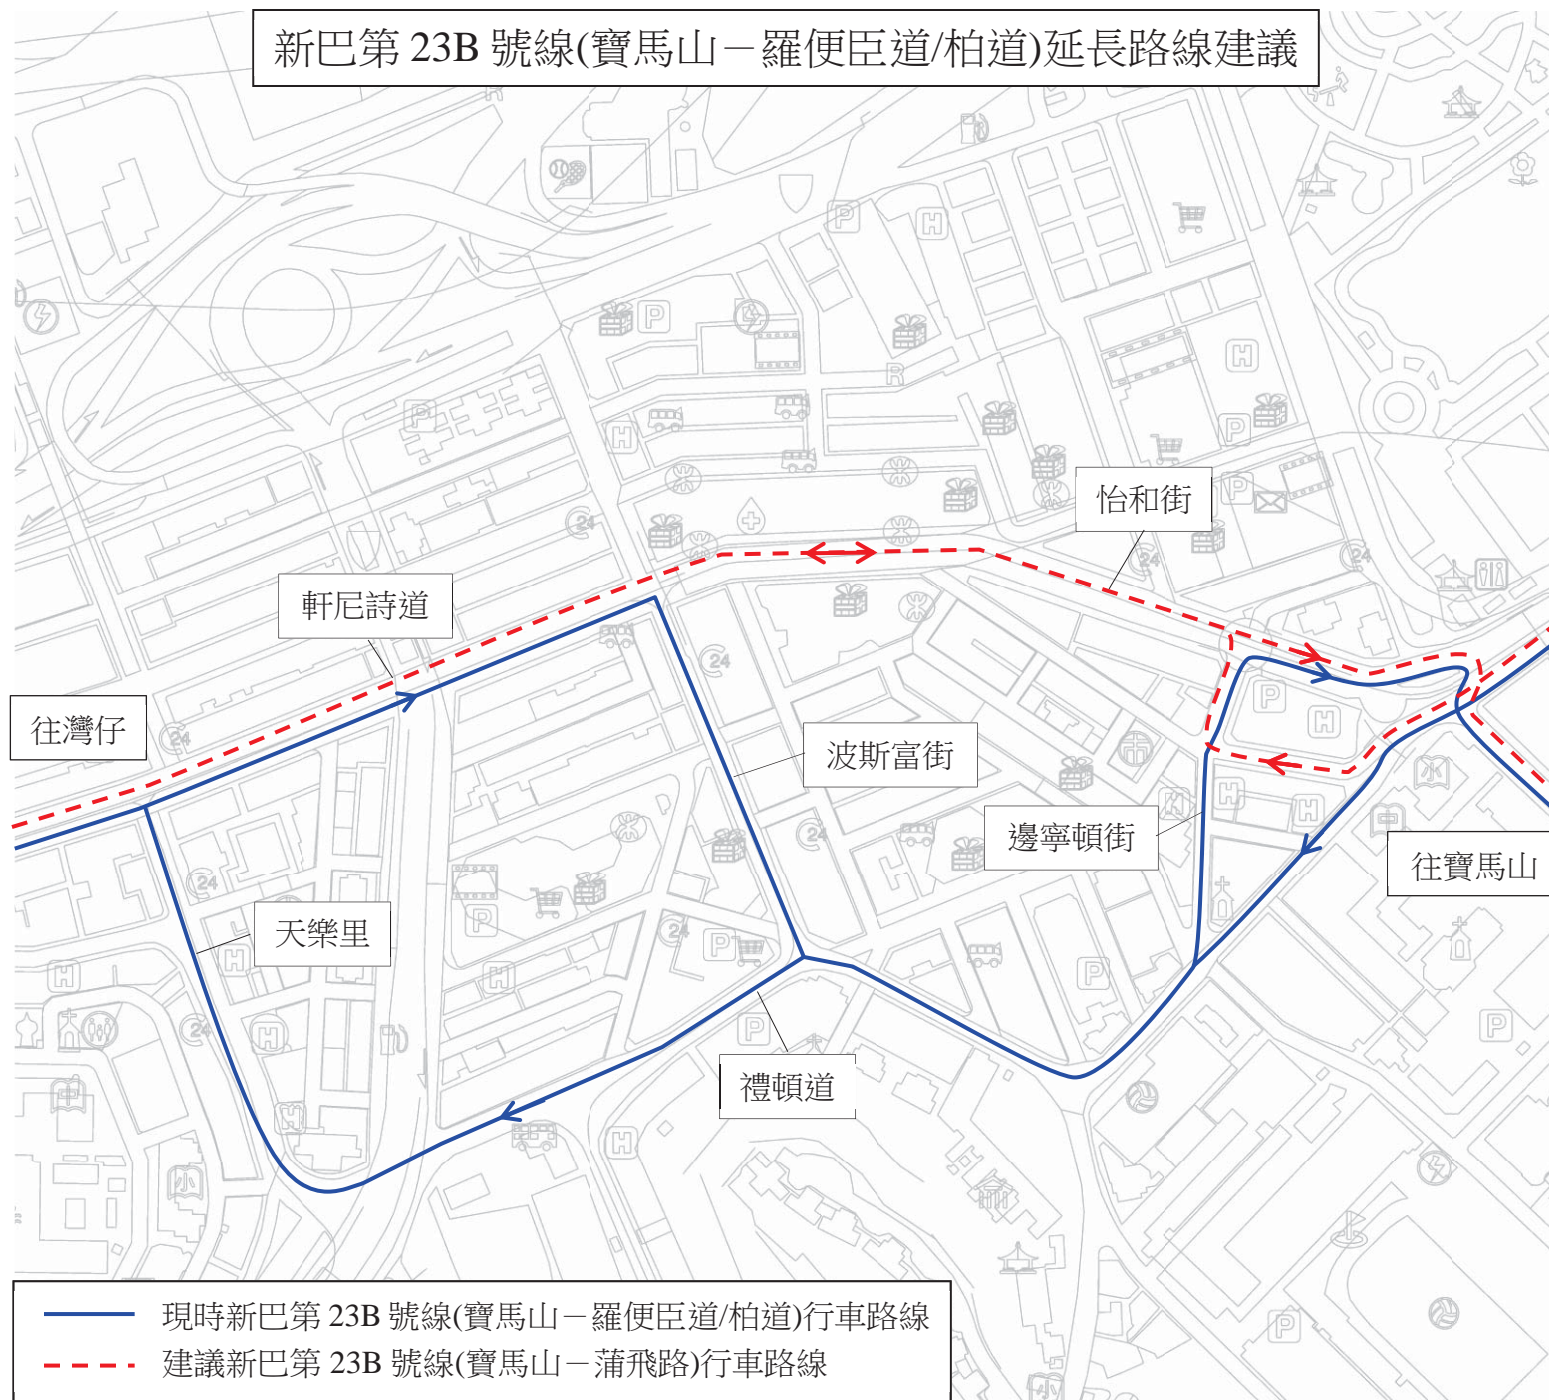 新巴第 23B 號線(寶馬山－羅便臣道/柏道)延長路線建議
怡和街
軒尼詩道
往灣仔
波斯富街
邊寧頓街
往寶馬山
天樂里
禮頓道
現時新巴第 23B 號線(寶馬山－羅便臣道/柏道)行車路線
建議新巴第 23B 號線(寶馬山－蒲飛路)行車路線